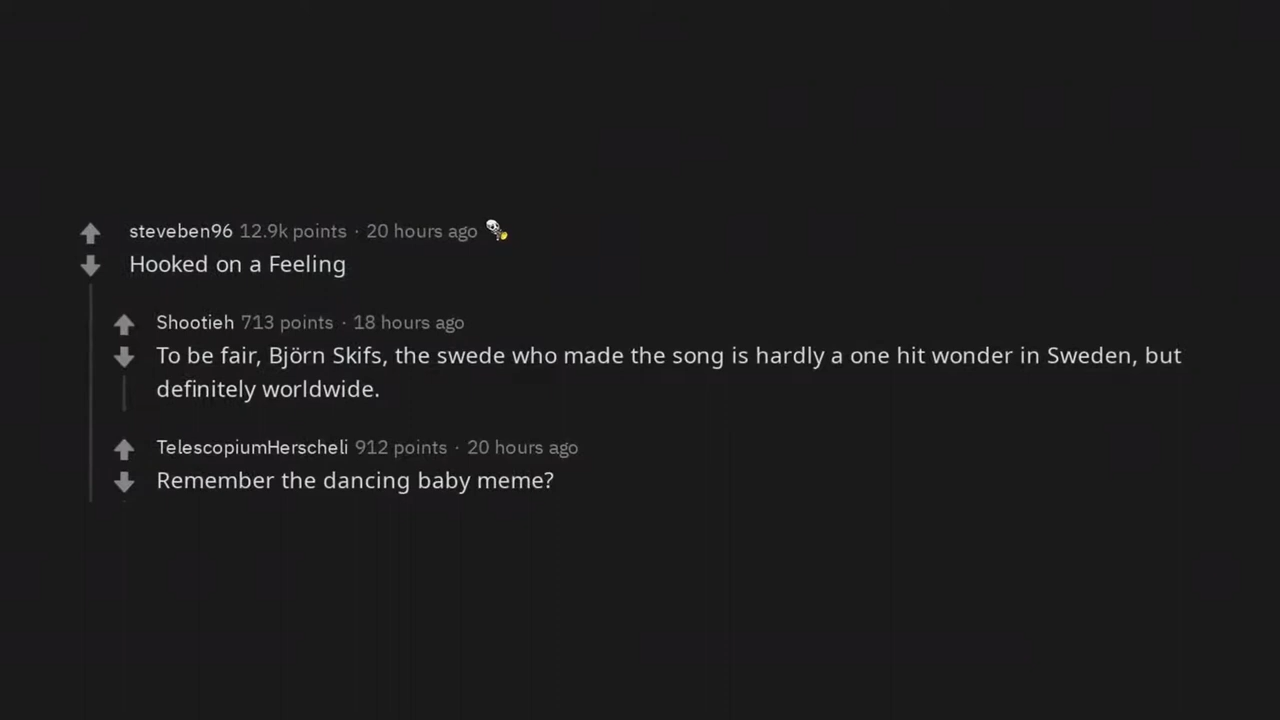 steveben96 12.9k points · 20 hours ago
Hooked on a Feeling
Shootieh 713 points · 18 hours ago
To be fair, Björn Skifs, the swede who made the song is hardly a one hit wonder in Sweden, but
definitely worldwide.
TelescopiumHerscheli 912 points · 20 hours ago
Remember the dancing baby meme?